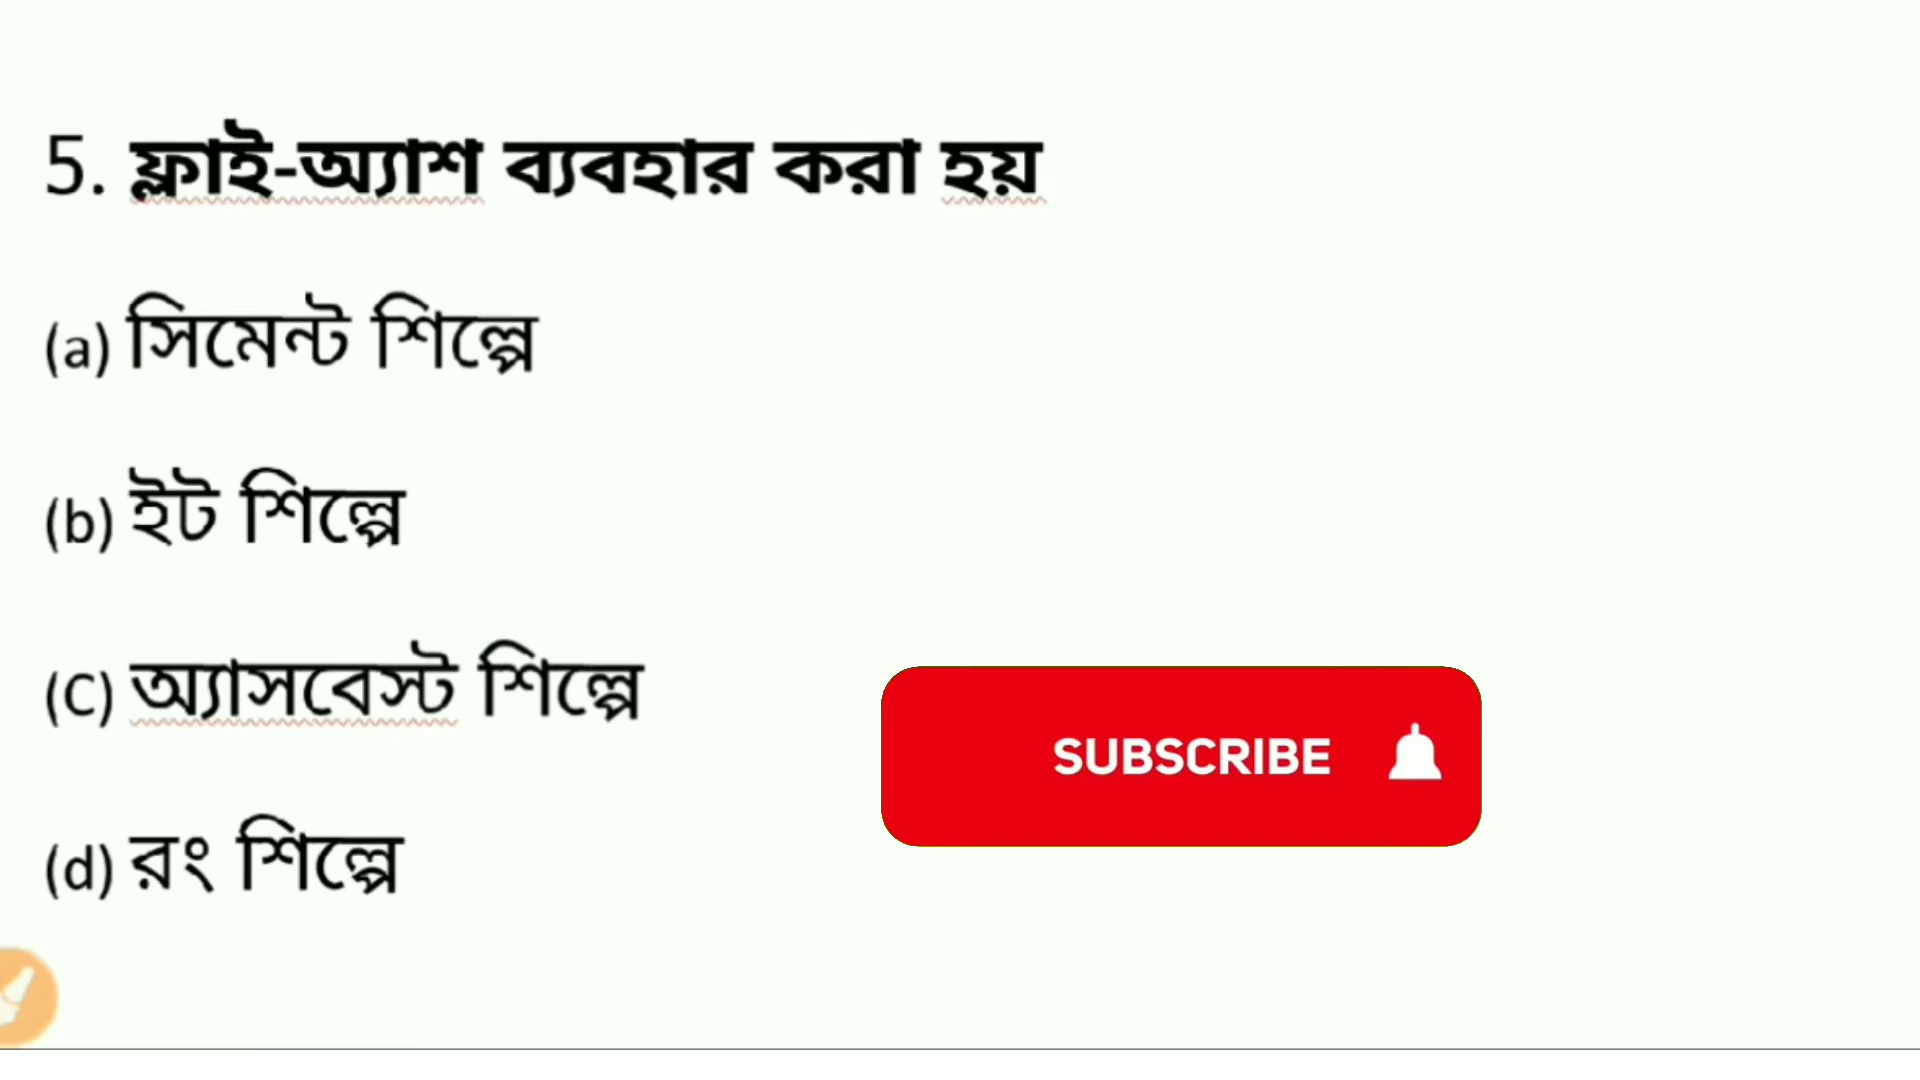 5. ফ্লাই-অ্যাশ ব্যবহার করা হয়
(a) সিমেন্ট শিল্পে
(b) ইট শিল্পে
(C) অ্যাসবেস্ট শিল্পে
SUBSCRIBE
(d) রং শিল্পে